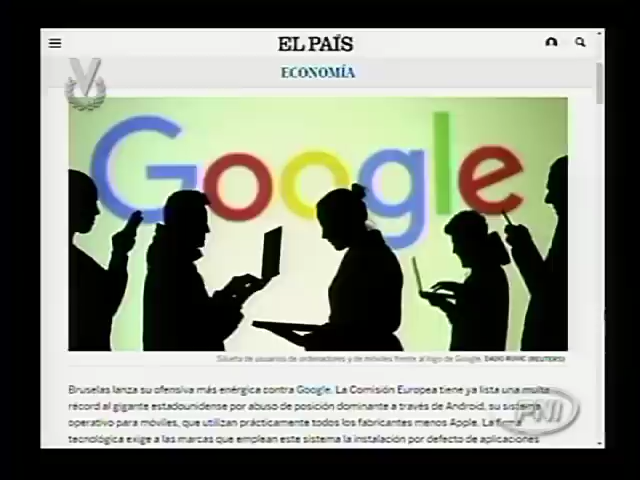 EL PAÍS
ECONOMÍA
V
Google
Silueta de usuarios de ordenadores y de móviles frente al logo de Google. DADO RUVIC (REUTERS)
Bruselas lanza su ofensiva más enérgica contra Google. La Comisión Europea tiene ya lista una multa
récord al gigante estadounidense por abuso de posición dominante a través de Android, su sistema
operativo para móviles, que utilizan prácticamente todos los fabricantes menos Apple. La firma
tecnológica exige a las marcas que emplean este sistema la instalación por defecto de aplicaciones
PNI